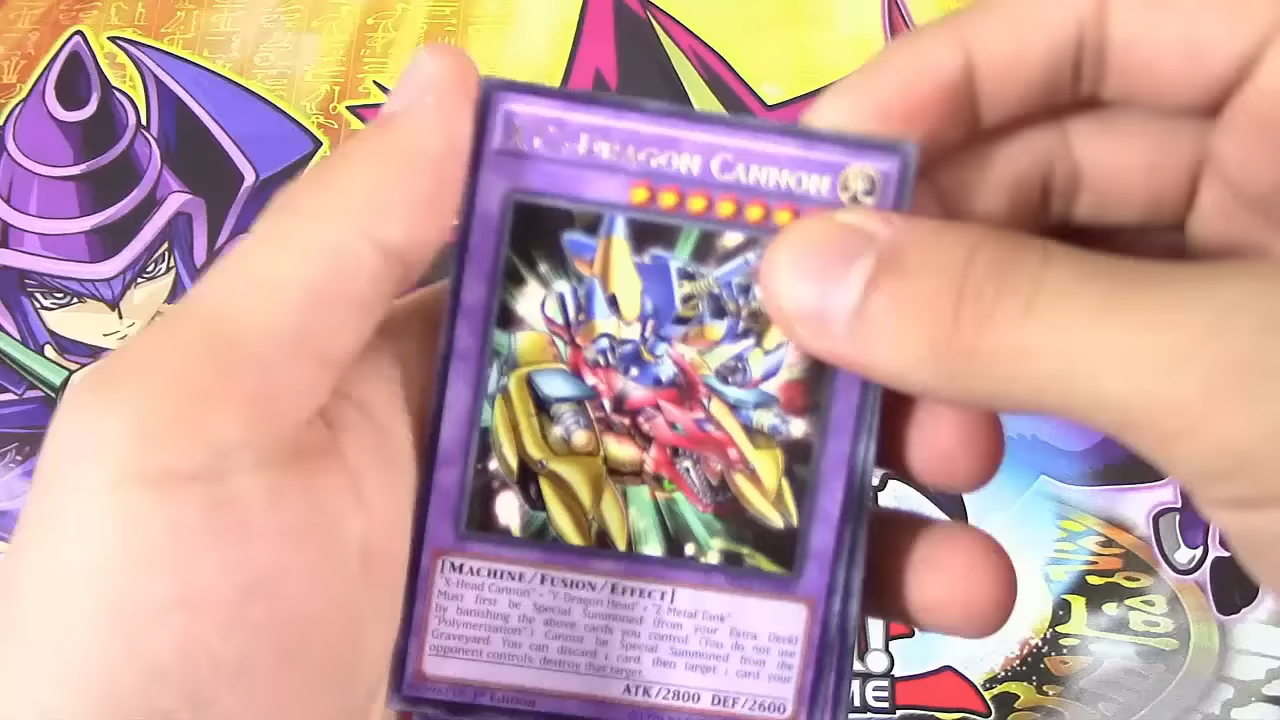 DRAGON CANNON
[MACHINE/FUSION/EFFECT]
"X-Head Cannon" + "Y-Dragon Head" + "Z-Metal Tank"
Must first be Special Summoned (from your Extra Deck)
by banishing the above cards you control. (You do not use
"Polymerization".) Cannot be Special Summoned from the
Graveyard. You can discard 1 card, then target 1 card your
opponent controls; destroy that target.
ATK/2800 DEF/2600
1st Edition
ME